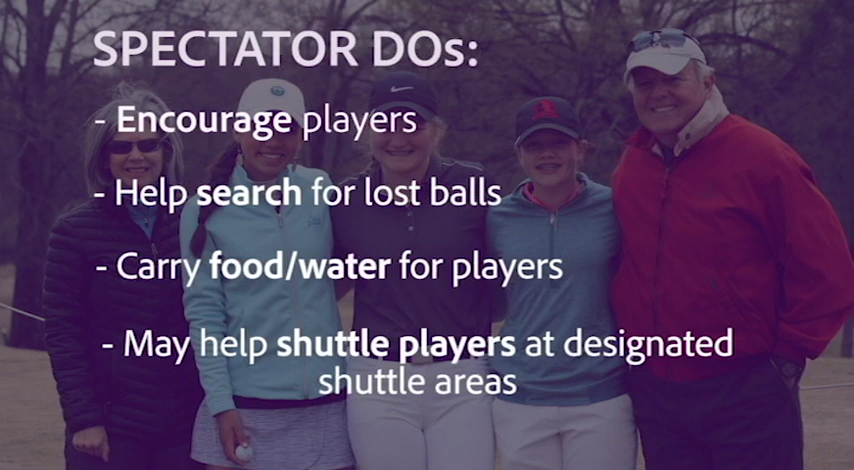 SPECTATOR DOs:
- Encourage players
- Help search for lost balls
- Carry food/water for players
- May help shuttle players at designated
shuttle areas